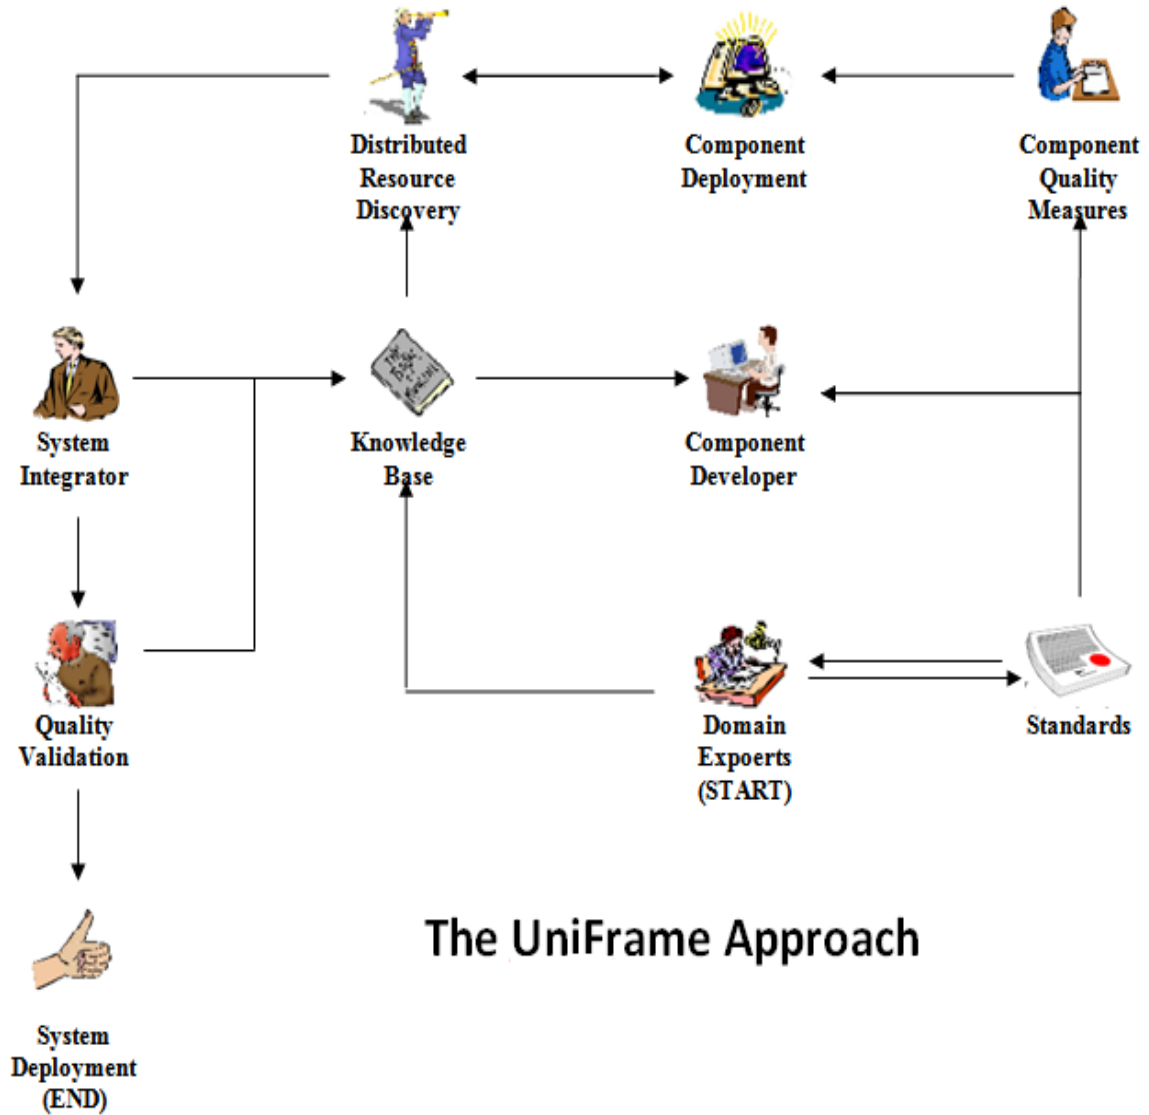 Distributed
Resource
Discovery
Component
Deployment
Component
Quality
Measures
System
Integrator
Knowledge
Base
Component
Developer
Quality
Validation
Domain
Expoerts
(START)
Standards
The UniFrame Approach
System
Deployment
(END)